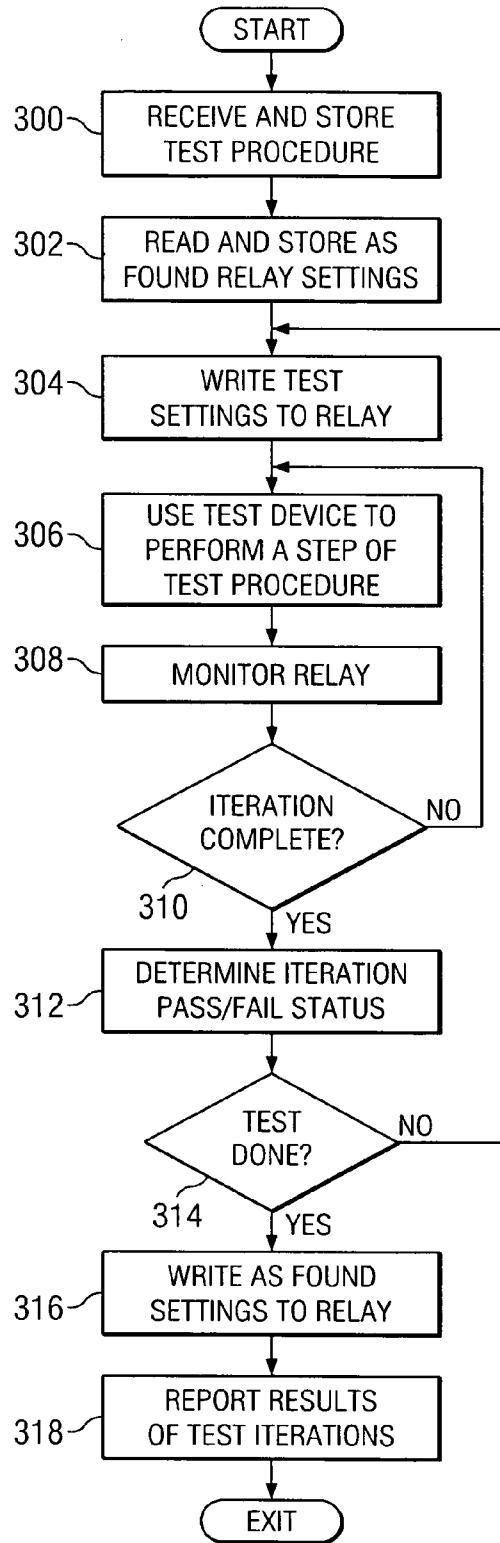 START
300
RECEIVE AND STORE
TEST PROCEDURE
302
READ AND STORE AS
FOUND RELAY SETTINGS
304
WRITE TEST
SETTINGS TO RELAY
306
USE TEST DEVICE TO
PERFORM A STEP OF
TEST PROCEDURE
308
MONITOR RELAY
ITERATION
COMPLETE?
NO
310
YES
312
DETERMINE ITERATION
PASS/FAIL STATUS
TEST
DONE?
NO
314
YES
316
WRITE AS FOUND
SETTINGS TO RELAY
318
REPORT RESULTS
OF TEST ITERATIONS
EXIT